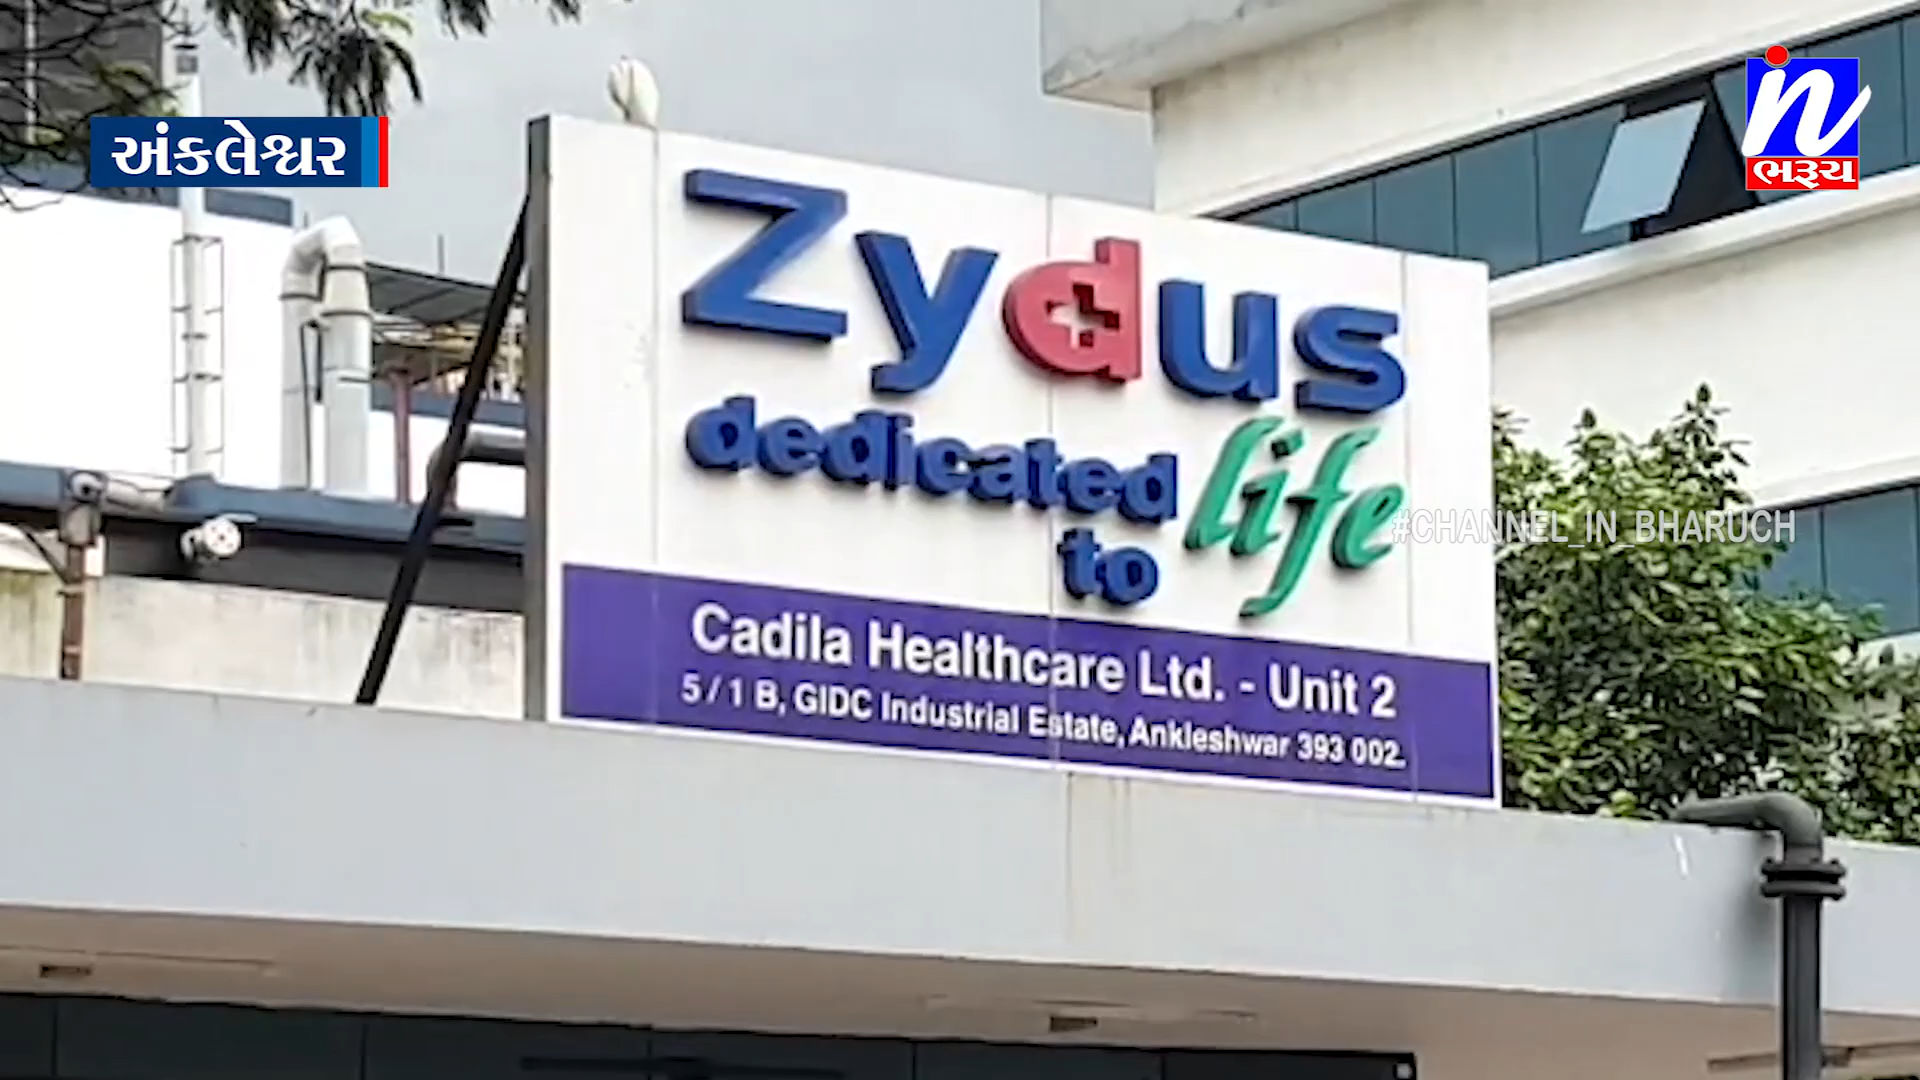 અંકલેશ્વર
in
ભરૂચ
Zydus
dedicated
to life
#CHANNEL_IN_BHARUCH
Cadila Healthcare Ltd. - Unit 2
5 / 1 B, GIDC Industrial Estate, Ankleshwar 393 002.